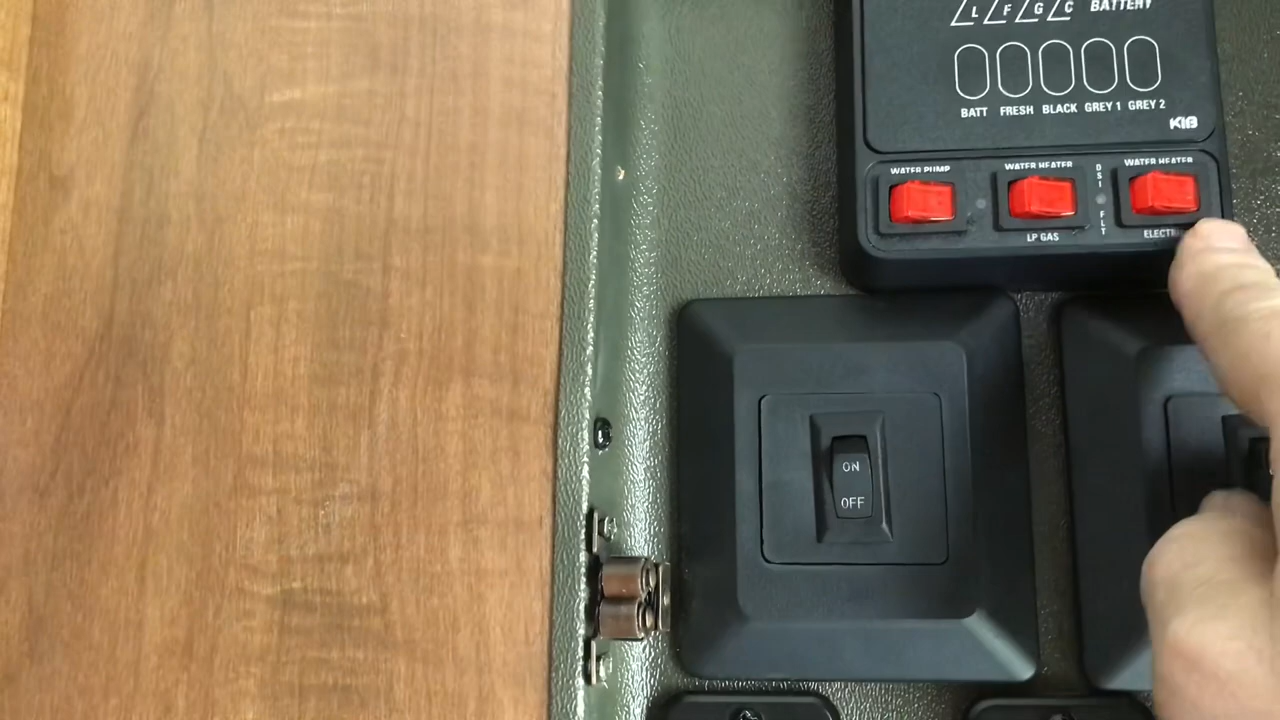 L F G C BATTERY
BATT FRESH BLACK GREY 1 GREY 2
KIB
WATER PUMP WATER HEATER DSI WATER HEATER
LP GAS FLT
ON
OFF